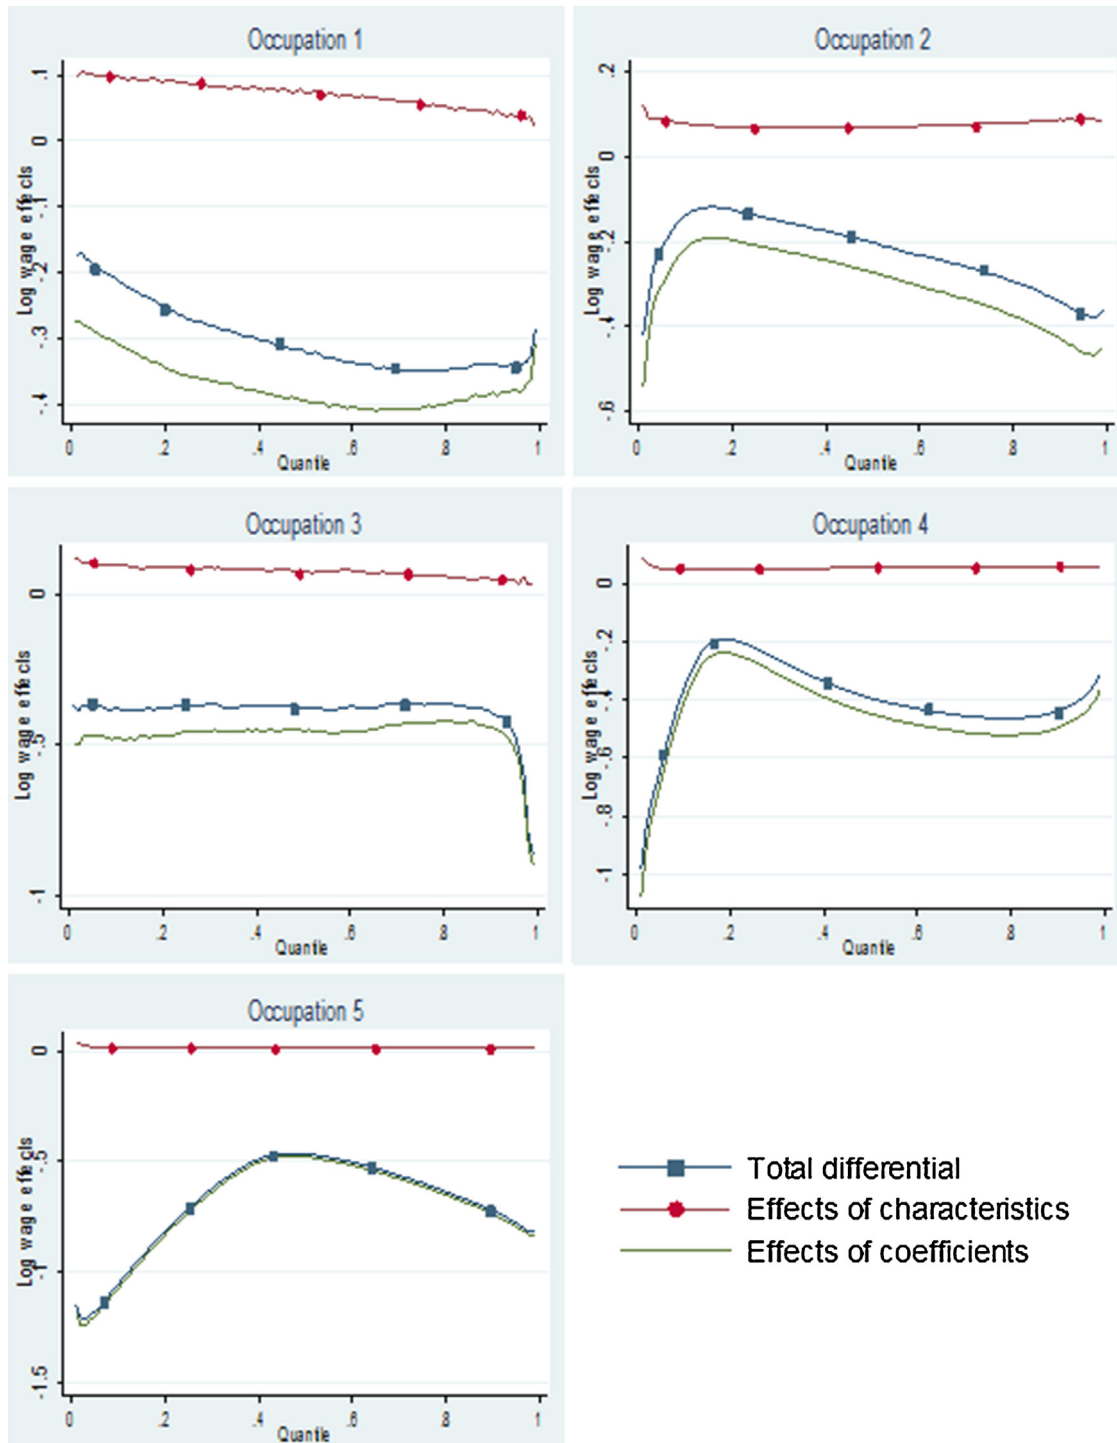 Occupation 1
Log wage effects
.1
0
-.1
-.2
-.3
-.4
0 .2 .4 .6 .8 1
Quantile
Occupation 2
Log wage effects
.2
0
-.2
-.4
-.6
0 .2 .4 .6 .8 1
Quantile
Occupation 3
Log wage effects
0
-.5
-1
0 .2 .4 .6 .8 1
Quantile
Occupation 4
Log wage effects
0
-.2
-.4
-.6
-.8
-1
0 .2 .4 .6 .8 1
Quantile
Occupation 5
Log wage effects
0
-.5
-1
-1.5
0 .2 .4 .6 .8 1
Quantile
Total differential
Effects of characteristics
Effects of coefficients